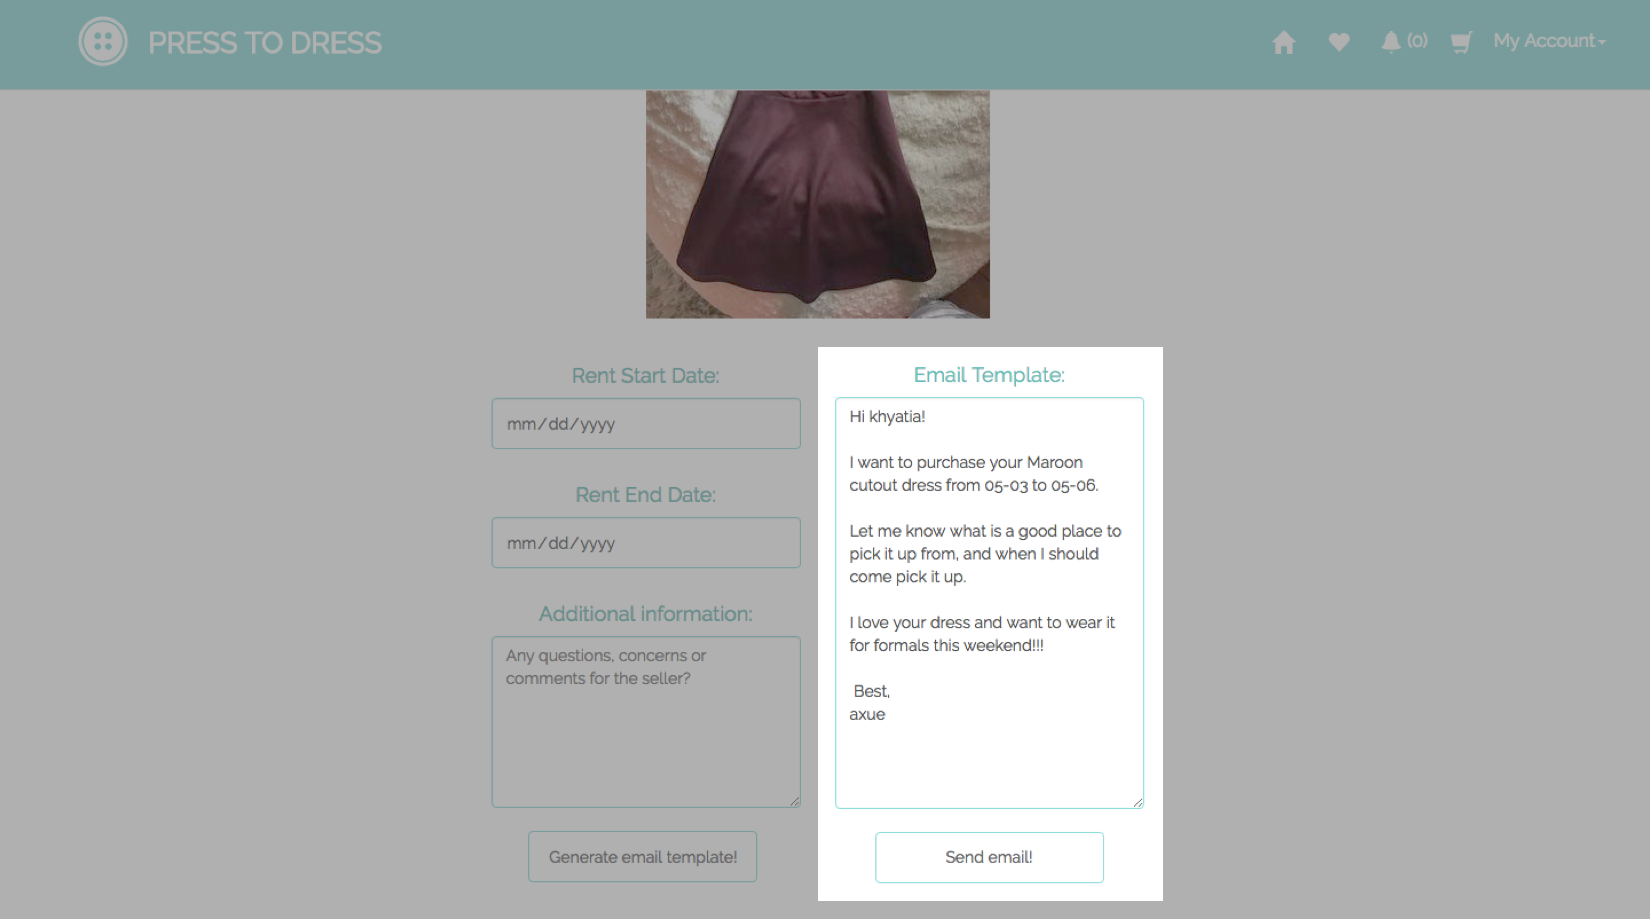 PRESS TO DRESS
(0)
My Account
Rent Start Date:
mm/dd/yyyy
Rent End Date:
mm/dd/yyyy
Additional information:
Any questions, concerns or
comments for the seller?
Generate email template!
Email Template:
Hi khyatia!
I want to purchase your Maroon
cutout dress from 05-03 to 05-06.
Let me know what is a good place to
pick it up from, and when I should
come pick it up.
I love your dress and want to wear it
for formals this weekend!!!
Best,
axue
Send email!